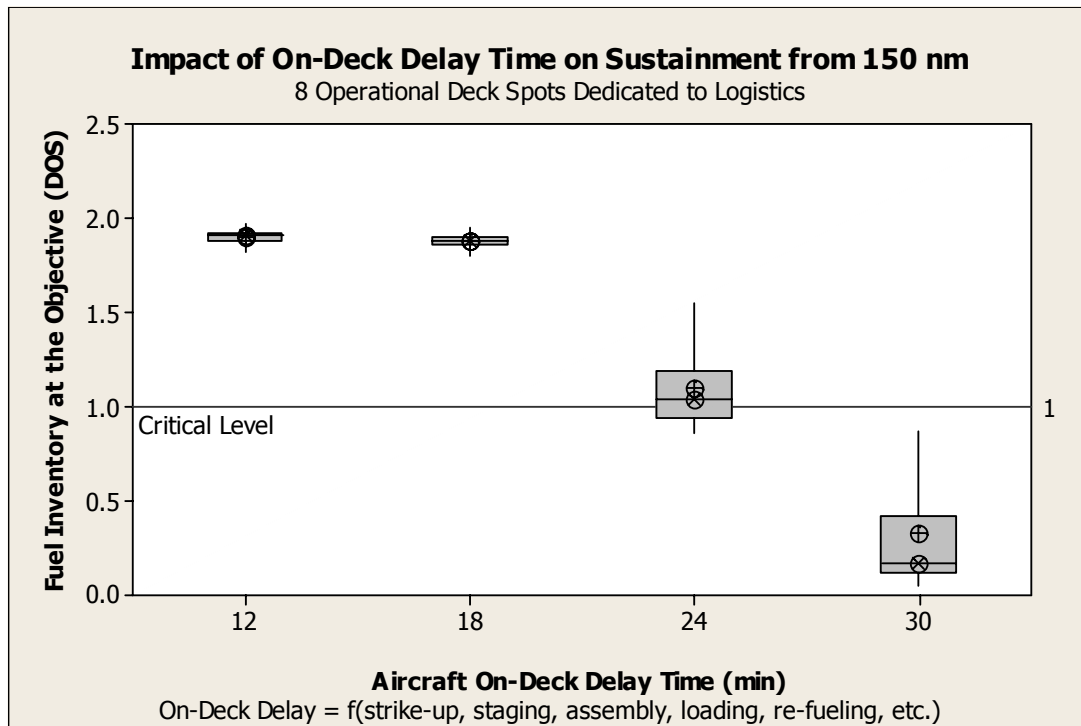 Impact of On-Deck Delay Time on Sustainment from 150 nm
8 Operational Deck Spots Dedicated to Logistics
Fuel Inventory at the Objective (DOS)
2.5
2.0
1.5
1.0
0.5
0.0
Critical Level
1
12
18
24
30
Aircraft On-Deck Delay Time (min)
On-Deck Delay = f(strike-up, staging, assembly, loading, re-fueling, etc.)